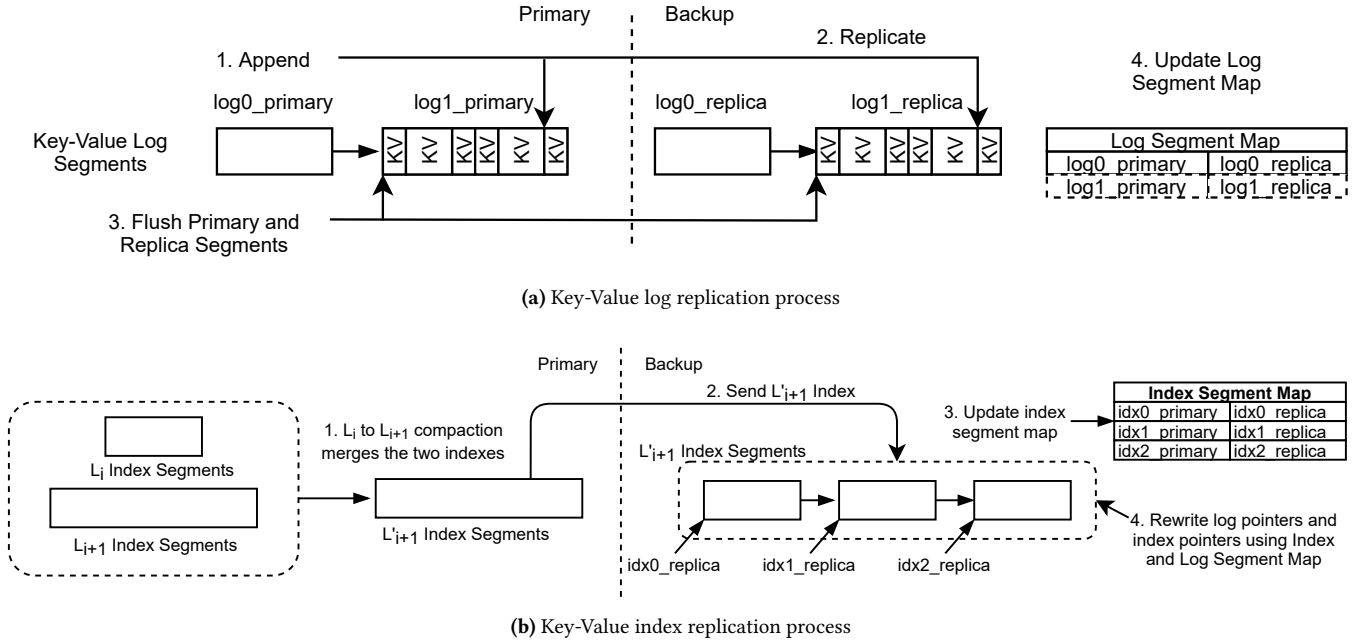 Primary
Backup
1. Append
2. Replicate
4. Update Log
Segment Map
log0_primary
log1_primary
log0_replica
log1_replica
Key-Value Log
Segments
KV KV KV KV KV KV
KV KV KV KV KV KV
Log Segment Map
log0_primary log0_replica
log1_primary log1_replica
3. Flush Primary and
Replica Segments
(a) Key-Value log replication process
Primary
Backup
2. Send L'i+1 Index
Index Segment Map
idx0_primary idx0_replica
idx1_primary idx1_replica
idx2_primary idx2_replica
3. Update index
segment map
1. Li to Li+1 compaction
merges the two indexes
Li Index Segments
L'i+1 Index Segments
Li+1 Index Segments
L'i+1 Index Segments
4. Rewrite log pointers and
index pointers using Index
and Log Segment Map
idx0_replica
idx1_replica
idx2_replica
(b) Key-Value index replication process